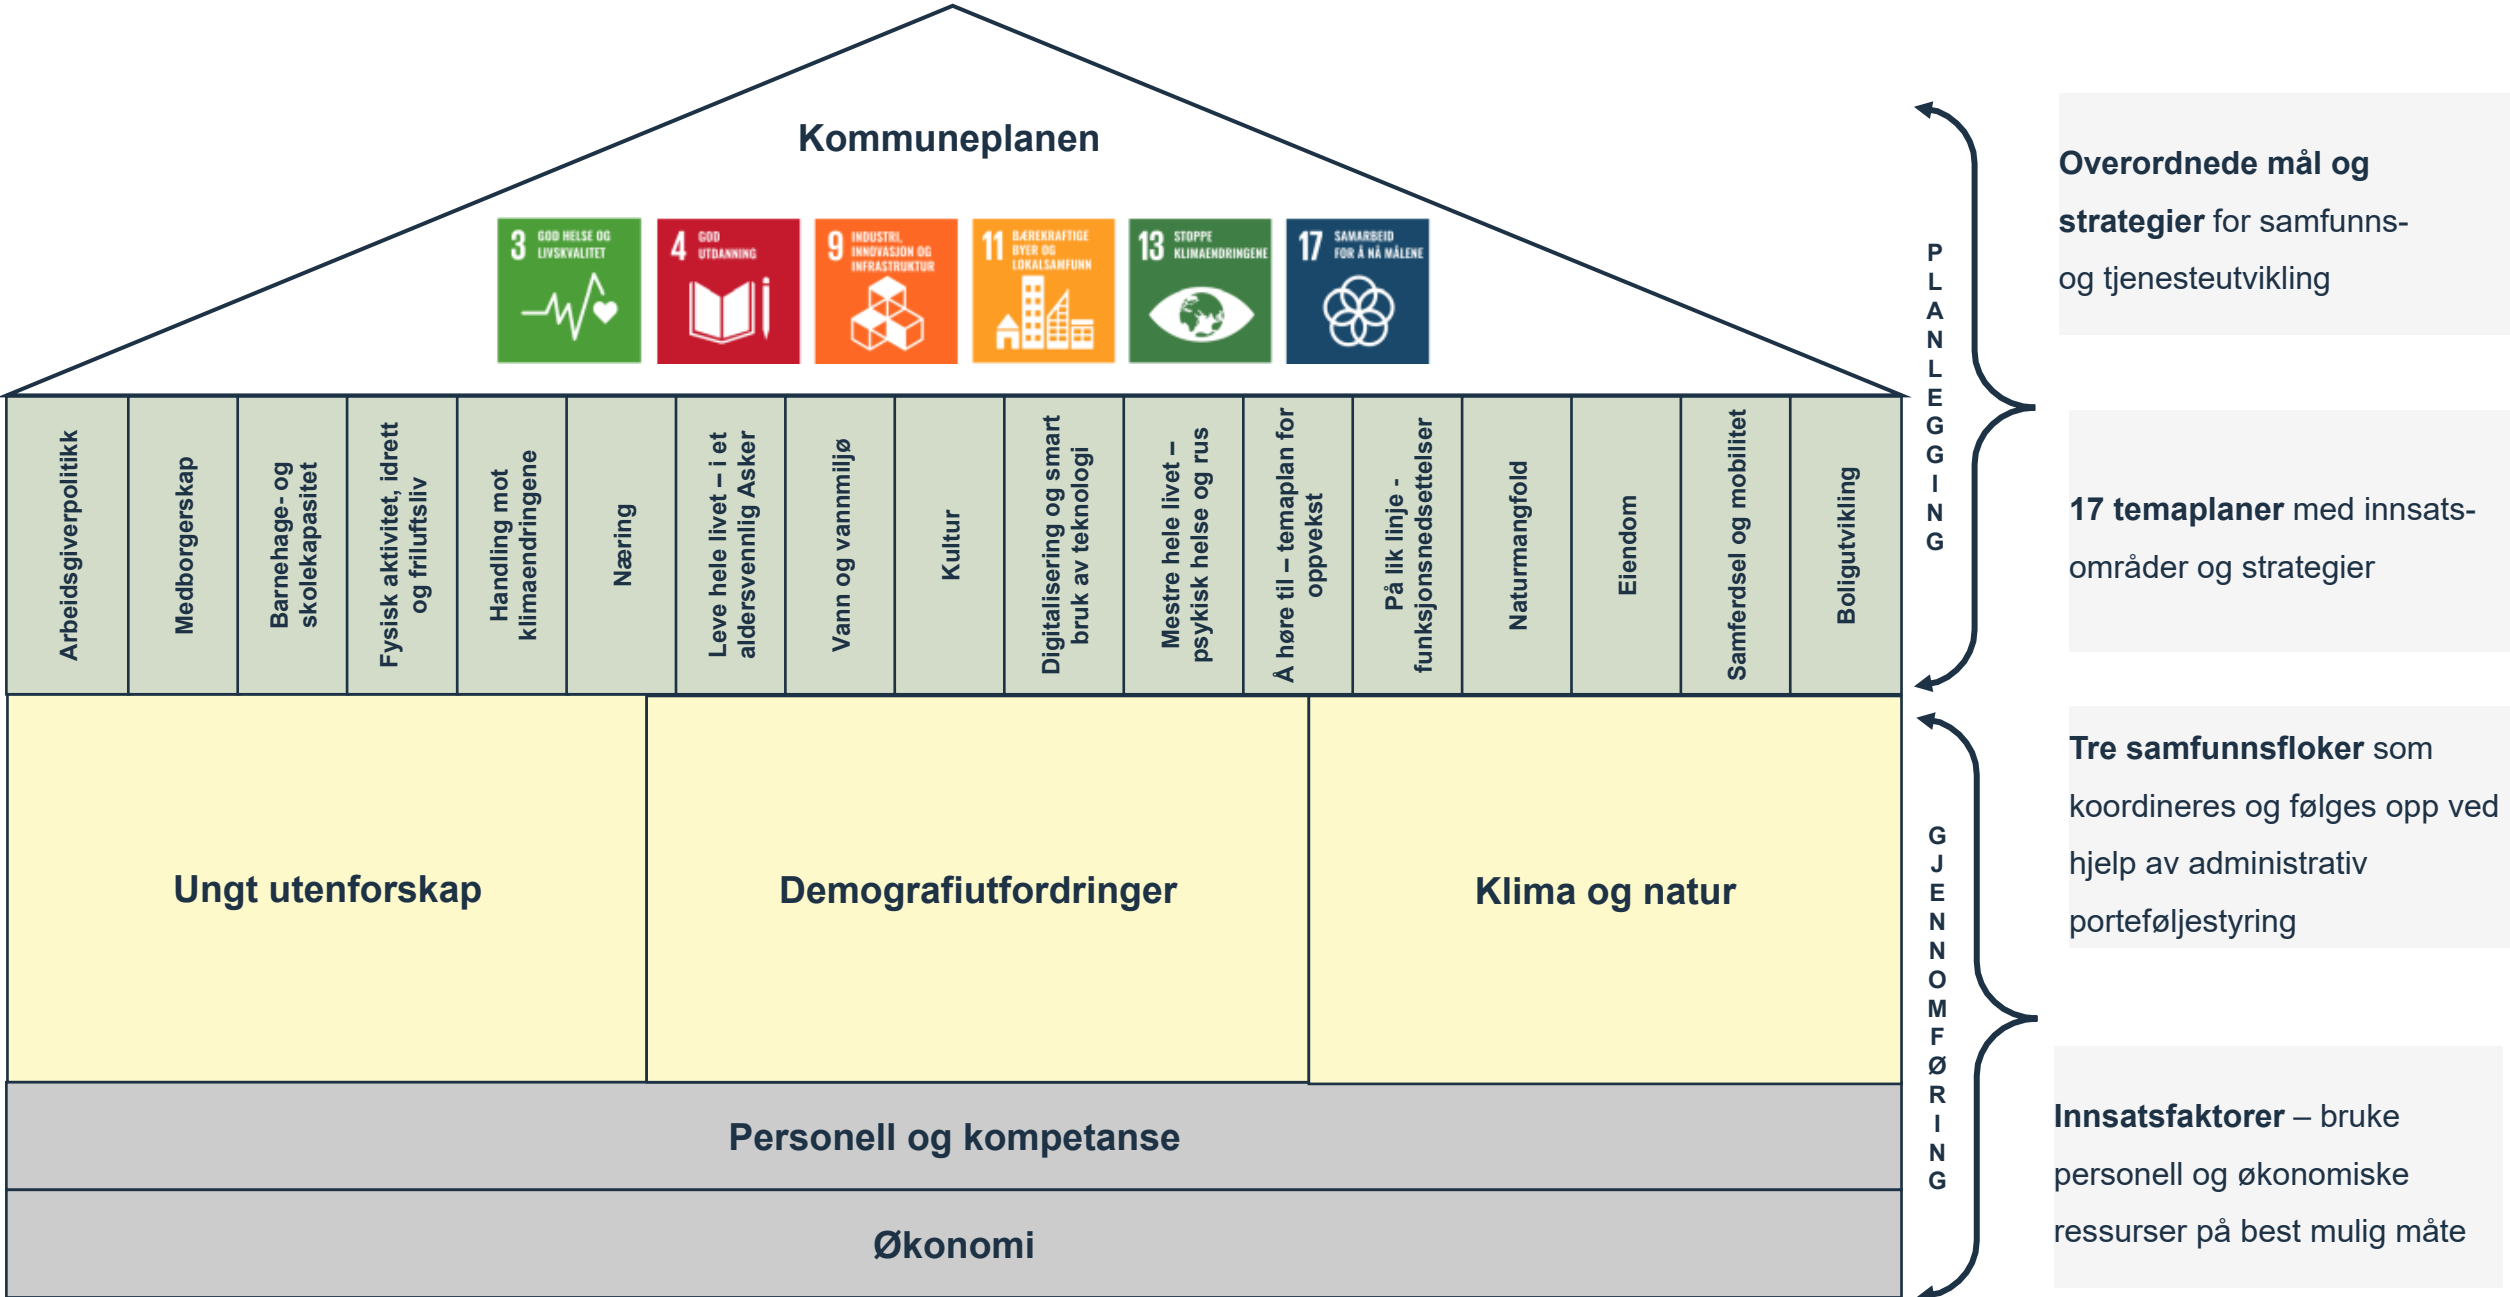 Kommuneplanen
3 GOD HELSE OG
LIVSKVALITET
4 GOD
UTDANNING
9 INDUSTRI,
INNOVASJON OG
INFRASTRUKTUR
11 BÆREKRAFTIGE
BYER OG
LOKALSAMFUNN
13 STOPPE
KLIMAENDRINGENE
17 SAMARBEID
FOR Å NÅ MÅLENE
Arbeidsgiverpolitikk
Medborgerskap
Barnehage- og
skolekapasitet
Fysisk aktivitet, idrett
og friluftsliv
Handling mot
klimaendringene
Næring
Leve hele livet – i et
aldersvennlig Asker
Vann og vannmiljø
Kultur
Digitalisering og smart
bruk av teknologi
Mestre hele livet –
psykisk helse og rus
Å høre til – temaplan for
oppvekst
På lik linje -
funksjonsnedsettelser
Naturmangfold
Eiendom
Samferdsel og mobilitet
Boligutvikling
Ungt utenforskap
Demografiutfordringer
Klima og natur
Personell og kompetanse
Økonomi
PLANLEGGING
GJENNOMFØRING
Overordnede mål og
strategier for samfunns-
og tjenesteutvikling
17 temaplaner med innsats-
områder og strategier
Tre samfunnsfloker som
koordineres og følges opp ved
hjelp av administrativ
porteføljestyring
Innsatsfaktorer – bruke
personell og økonomiske
ressurser på best mulig måte